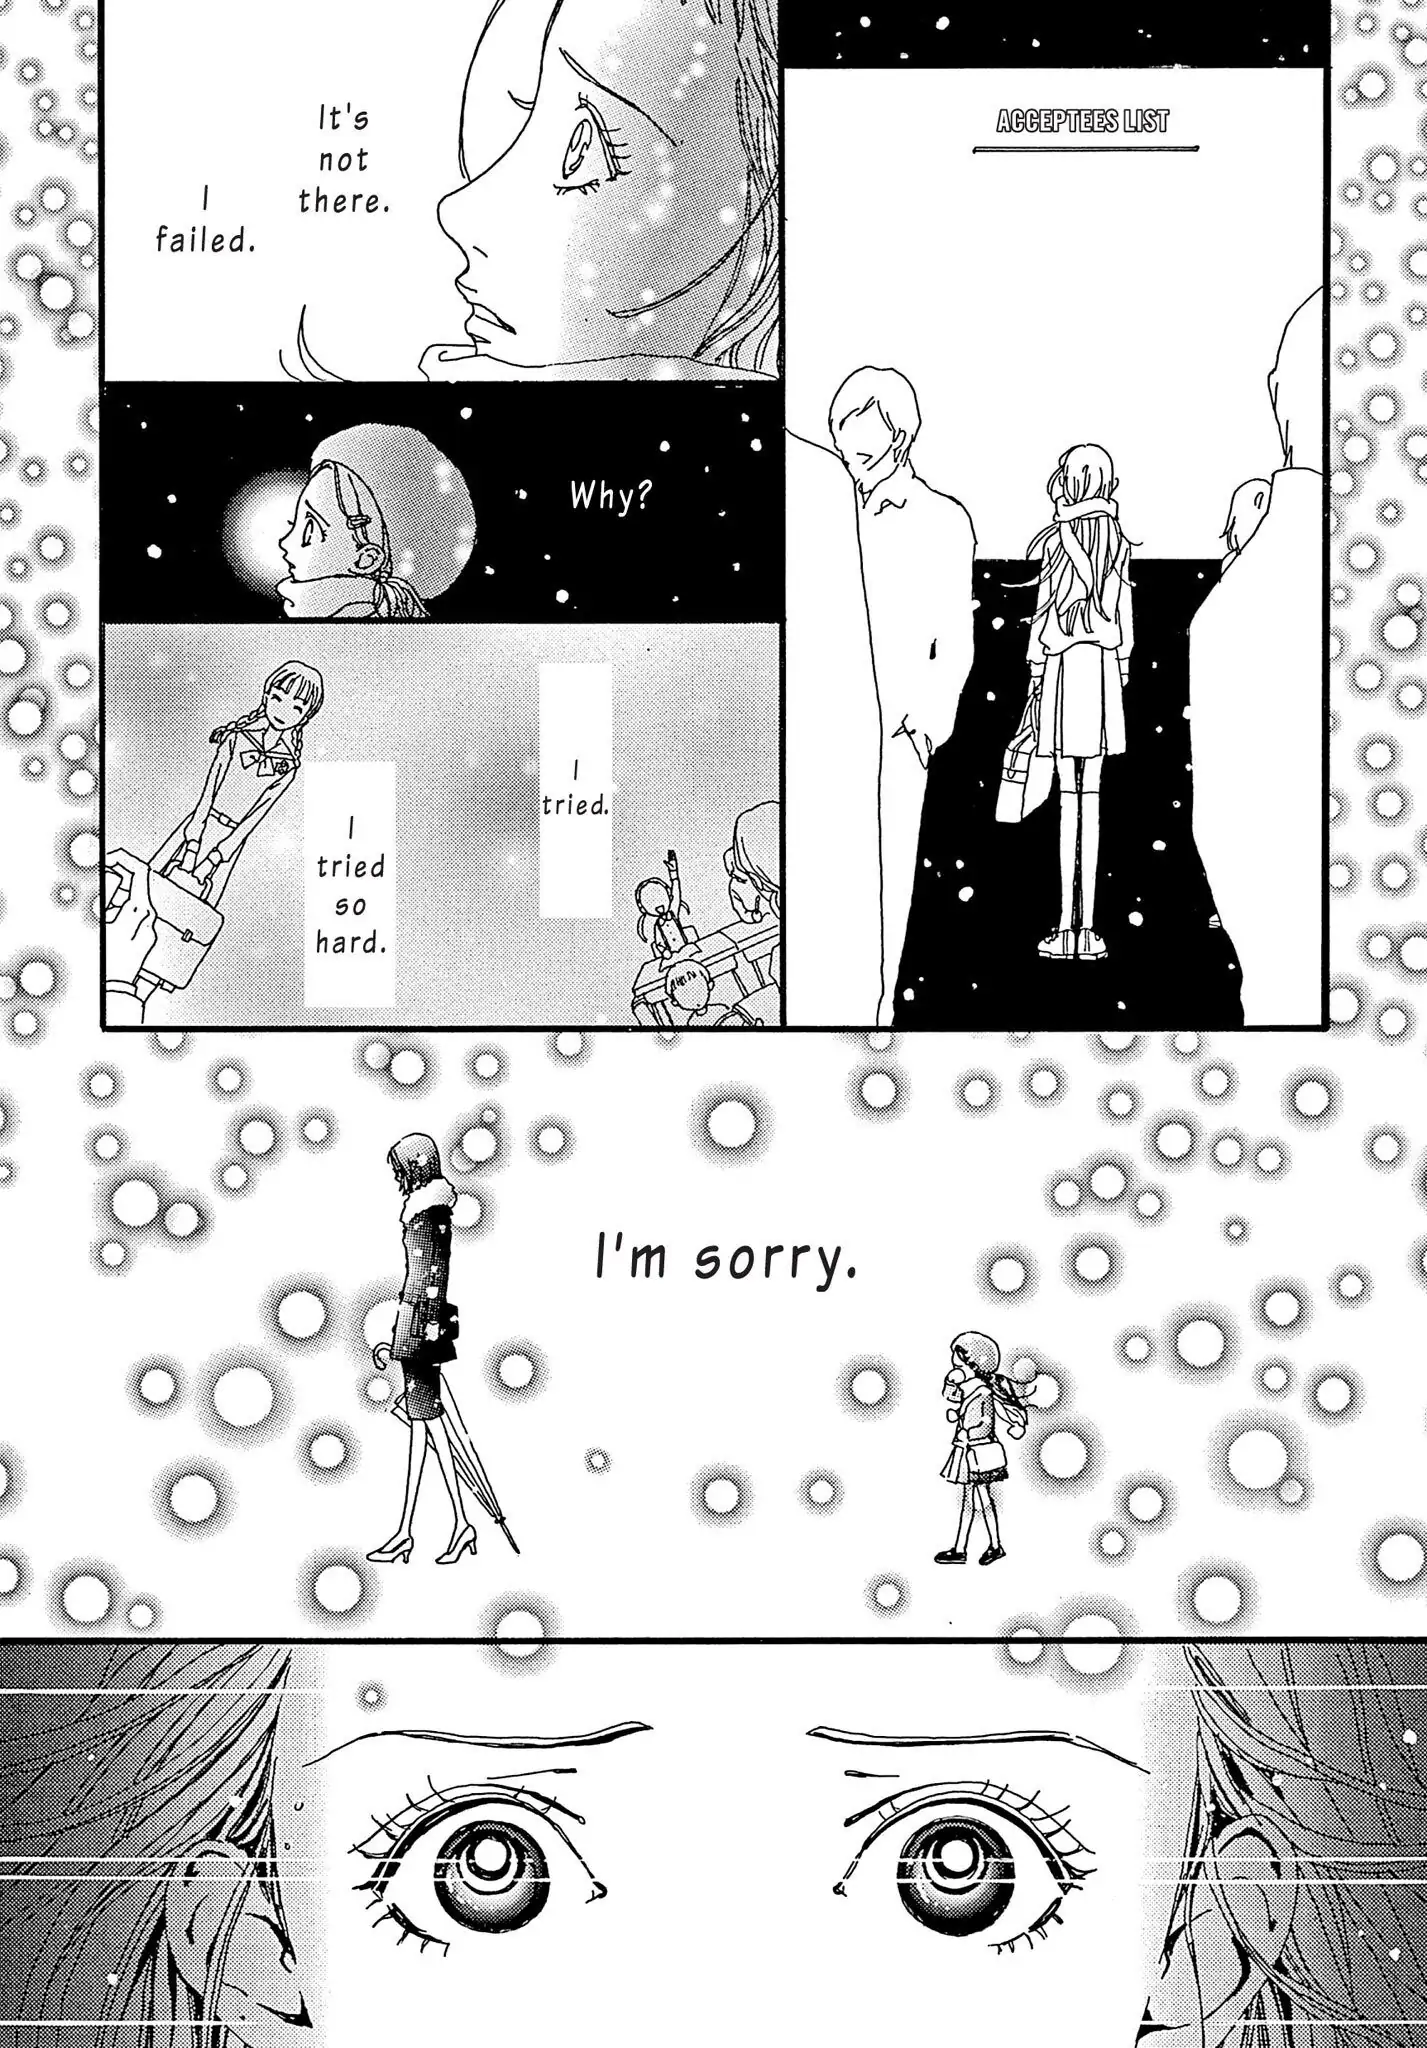 ACCEPTEES LIST
It's
not
there.
I
failed.
Why?
I
tried.
I
tried
so
hard.
I'm sorry.